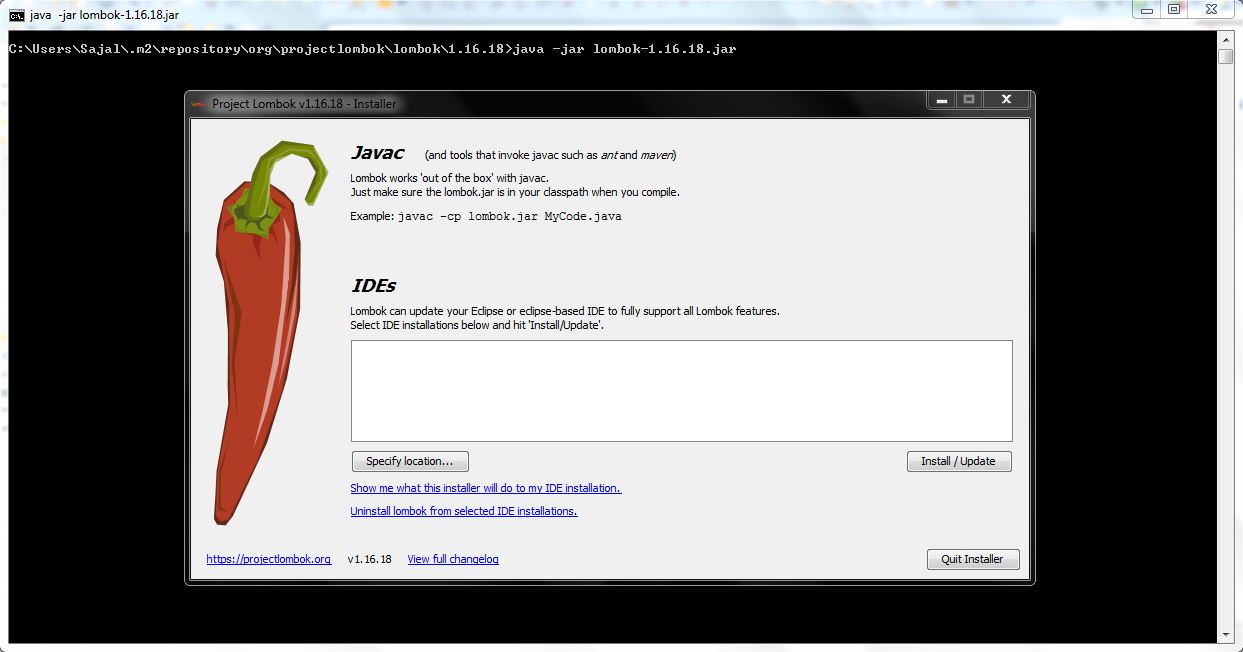 java -jar lombok-1.16.18.jar
C:\Users\Sajal\.m2\repository\org\projectlombok\lombok\1.16.18>java -jar lombok-1.16.18.jar
Project Lombok v1.16.18 - Installer
Javac (and tools that invoke javac such as ant and maven)
Lombok works 'out of the box' with javac.
Just make sure the lombok.jar is in your classpath when you compile.
Example: javac -cp lombok.jar MyCode.java
IDEs
Lombok can update your Eclipse or eclipse-based IDE to fully support all Lombok features.
Select IDE installations below and hit 'Install/Update'.
Specify location... Install / Update
Show me what this installer will do to my IDE installation.
Uninstall lombok from selected IDE installations.
https://projectlombok.org v1.16.18 View full changelog Quit Installer